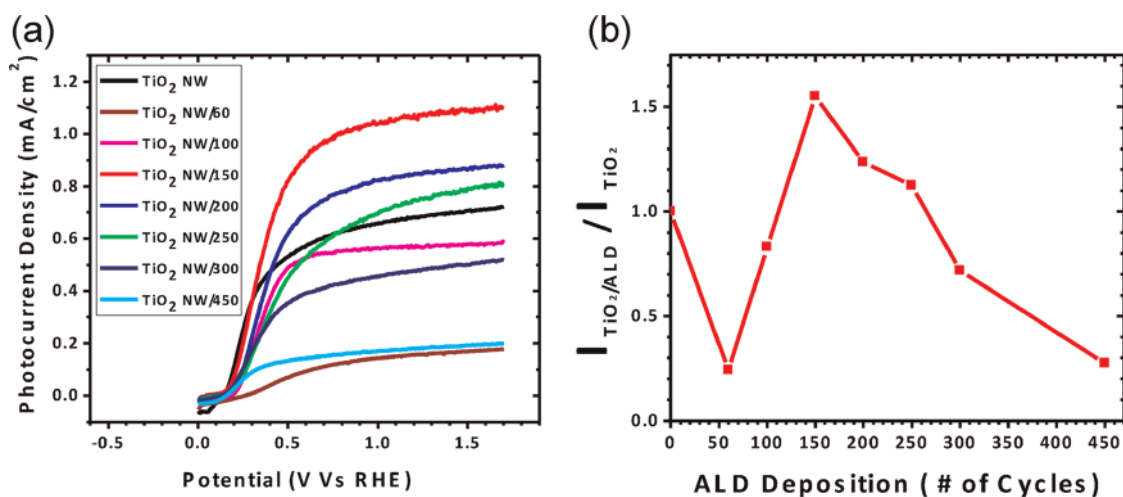 (a)
Photocurrent Density (mA/cm²)
1.2
1.0
0.8
0.6
0.4
0.2
0.0
TiO₂ NW
TiO₂ NW/60
TiO₂ NW/100
TiO₂ NW/150
TiO₂ NW/200
TiO₂ NW/250
TiO₂ NW/300
TiO₂ NW/450
-0.5 0.0 0.5 1.0 1.5
Potential (V Vs RHE)
(b)
I TiO₂/ALD / I TiO₂
1.5
1.0
0.5
0.0
0 50 100 150 200 250 300 350 400 450
ALD Deposition ( # of Cycles)